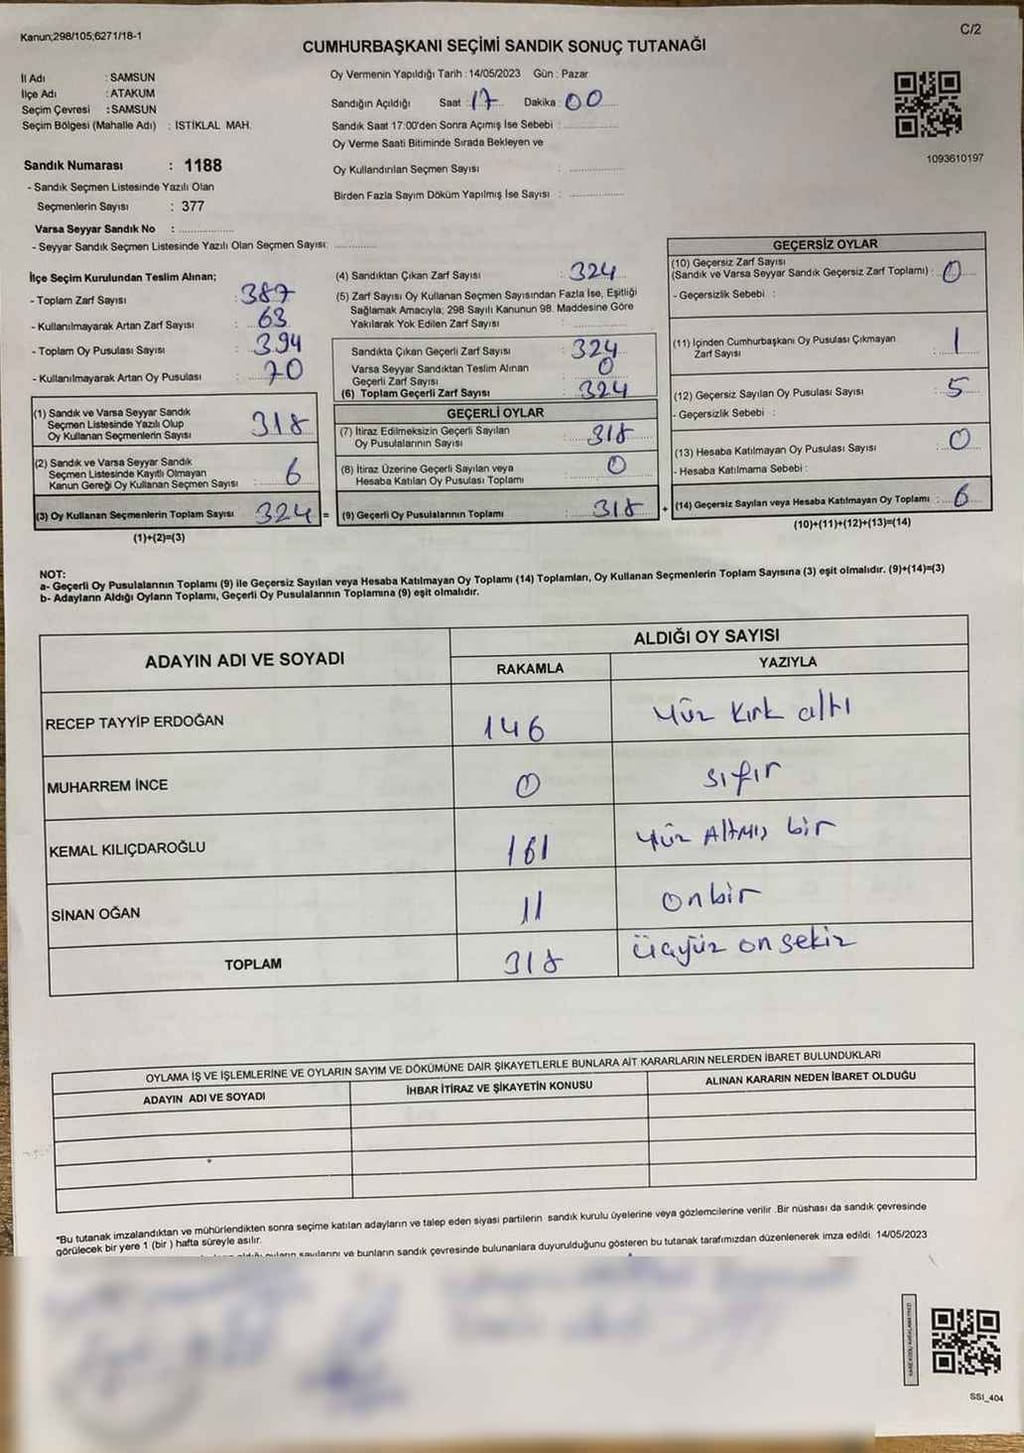 Kanun;298/105;6271/18-1
C/2
CUMHURBAŞKANI SEÇİMİ SANDIK SONUÇ TUTANAĞI
İl Adı : SAMSUN
İlçe Adı : ATAKUM
Seçim Çevresi : SAMSUN
Seçim Bölgesi (Mahalle Adı) : İSTİKLAL MAH.
Oy Vermenin Yapıldığı Tarih : 14/05/2023 Gün : Pazar
Sandığın Açıldığı Saat : 17 Dakika : 00
Sandık Saat 17:00'den Sonra Açımış İse Sebebi :
Oy Verme Saati Bitiminde Sırada Bekleyen ve
Oy Kullandırılan Seçmen Sayısı :
Birden Fazla Sayım Döküm Yapılmış İse Sayısı :
1093610197
Sandık Numarası : 1188
- Sandık Seçmen Listesinde Yazılı Olan
Seçmenlerin Sayısı : 377
Varsa Seyyar Sandık No :
- Seyyar Sandık Seçmen Listesinde Yazılı Olan Seçmen Sayısı:
İlçe Seçim Kurulundan Teslim Alınan;
- Toplam Zarf Sayısı : 387
- Kullanılmayarak Artan Zarf Sayısı : 63
- Toplam Oy Pusulası Sayısı : 394
- Kullanılmayarak Artan Oy Pusulası : 70
(1) Sandık ve Varsa Seyyar Sandık
Seçmen Listesinde Yazılı Olup
Oy Kullanan Seçmenlerin Sayısı 318
(2) Sandık ve Varsa Seyyar Sandık
Seçmen Listesinde Kayıtlı Olmayan
Kanun Gereği Oy Kullanan Seçmen Sayısı 6
(3) Oy Kullanan Seçmenlerin Toplam Sayısı : 324 =
(1)+(2)=(3)
(4) Sandıktan Çıkan Zarf Sayısı : 324
(5) Zarf Sayısı Oy Kullanan Seçmen Sayısından Fazla İse, Eşitliği
Sağlamak Amacıyla; 298 Sayılı Kanunun 98. Maddesine Göre
Yakılarak Yok Edilen Zarf Sayısı :
Sandıkta Çıkan Geçerli Zarf Sayısı : 324
Varsa Seyyar Sandıktan Teslim Alınan
Geçerli Zarf Sayısı 0
(6) Toplam Geçerli Zarf Sayısı : 324
GEÇERLİ OYLAR
(7) İtiraz Edilmeksizin Geçerli Sayılan
Oy Pusulalarının Sayısı : 318
(8) İtiraz Üzerine Geçerli Sayılan veya
Hesaba Katılan Oy Pusulası Toplamı : 0
(9) Geçerli Oy Pusulalarının Toplamı : 318 +
GEÇERSİZ OYLAR
(10) Geçersiz Zarf Sayısı
(Sandık ve Varsa Seyyar Sandık Geçersiz Zarf Toplamı) : 0
- Geçersizlik Sebebi :
(11) İçinden Cumhurbaşkanı Oy Pusulası Çıkmayan
Zarf Sayısı : 1
(12) Geçersiz Sayılan Oy Pusulası Sayısı : 5
- Geçersizlik Sebebi :
(13) Hesaba Katılmayan Oy Pusulası Sayısı : 0
- Hesaba Katılmama Sebebi :
(14) Geçersiz Sayılan veya Hesaba Katılmayan Oy Toplamı : 6
(10)+(11)+(12)+(13)=(14)
NOT:
a- Geçerli Oy Pusulalarının Toplamı (9) ile Geçersiz Sayılan veya Hesaba Katılmayan Oy Toplamı (14) Toplamları, Oy Kullanan Seçmenlerin Toplam Sayısına (3) eşit olmalıdır. (9)+(14)=(3)
b- Adayların Aldığı Oyların Toplamı, Geçerli Oy Pusulalarının Toplamına (9) eşit olmalıdır.
ADAYIN ADI VE SOYADI
ALDIĞI OY SAYISI
RAKAMLA YAZIYLA
RECEP TAYYİP ERDOĞAN 146 Yüz kırk altı
MUHARREM İNCE 0 sıfır
KEMAL KILIÇDAROĞLU 161 Yüz Altmış bir
SİNAN OĞAN 11 onbir
TOPLAM 318 üçyüz on sekiz
OYLAMA İŞ VE İŞLEMLERİNE VE OYLARIN SAYIM VE DÖKÜMÜNE DAİR ŞİKAYETLERLE BUNLARA AİT KARARLARIN NELERDEN İBARET BULUNDUKLARI
ADAYIN ADI VE SOYADI İHBAR İTİRAZ VE ŞİKAYETİN KONUSU ALINAN KARARIN NEDEN İBARET OLDUĞU
*Bu tutanak imzalandıktan ve mühürlendikten sonra seçime katılan adayların ve talep eden siyasi partilerin sandık kurulu üyelerine veya gözlemcilerine verilir .Bir nüshası da sandık çevresinde
görülecek bir yere 1 (bir ) hafta süreyle asılır.
oyların sayılarını ve bunların sandık çevresinde bulunanlara duyurulduğunu gösteren bu tutanak tarafımızdan düzenlenerek imza edildi. 14/05/2023
SS1_404